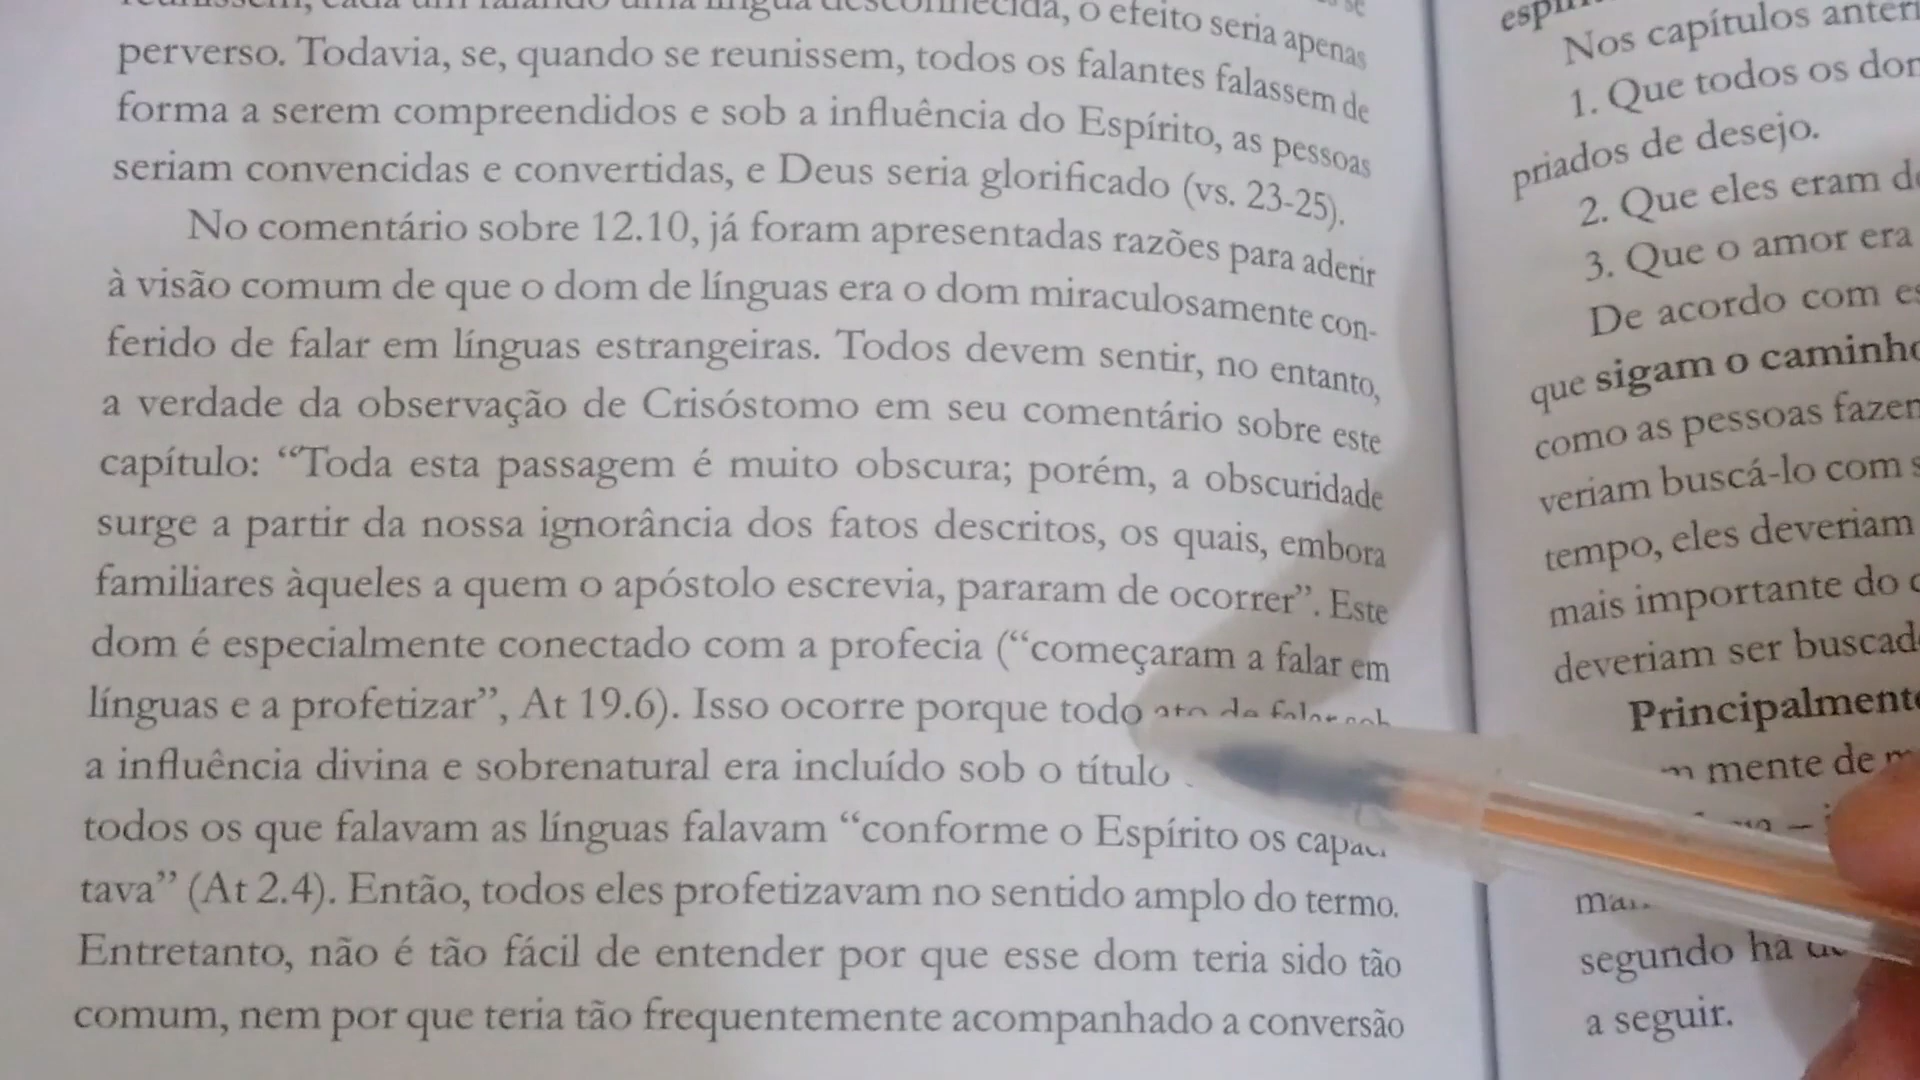 uma língua desconhecida, o efeito seria apenas
perverso. Todavia, se, quando se reunissem, todos os falantes falassem de
forma a serem compreendidos e sob a influência do Espírito, as pessoas
seriam convencidas e convertidas, e Deus seria glorificado (vs. 23-25).
No comentário sobre 12.10, já foram apresentadas razões para aderir
à visão comum de que o dom de línguas era o dom miraculosamente con-
ferido de falar em línguas estrangeiras. Todos devem sentir, no entanto,
a verdade da observação de Crisóstomo em seu comentário sobre este
capítulo: “Toda esta passagem é muito obscura; porém, a obscuridade
surge a partir da nossa ignorância dos fatos descritos, os quais, embora
familiares àqueles a quem o apóstolo escrevia, pararam de ocorrer”. Este
dom é especialmente conectado com a profecia (“começaram a falar em
línguas e a profetizar”, At 19.6). Isso ocorre porque todo ato de falar sob
a influência divina e sobrenatural era incluído sob o título
todos os que falavam as línguas falavam “conforme o Espírito os
tava” (At 2.4). Então, todos eles profetizavam no sentido amplo do termo.
Entretanto, não é tão fácil de entender por que esse dom teria sido tão
comum, nem por que teria tão frequentemente acompanhado a conversão
Nos capítulos
1. Que todos os
priados de desejo.
2. Que eles eram
3. Que o amor era
De acordo com
que sigam o caminho
como as pessoas
veriam buscá-lo com
tempo, eles deveriam
mais importante do
deveriam ser
Principalmente
mente de
segundo há
a seguir.